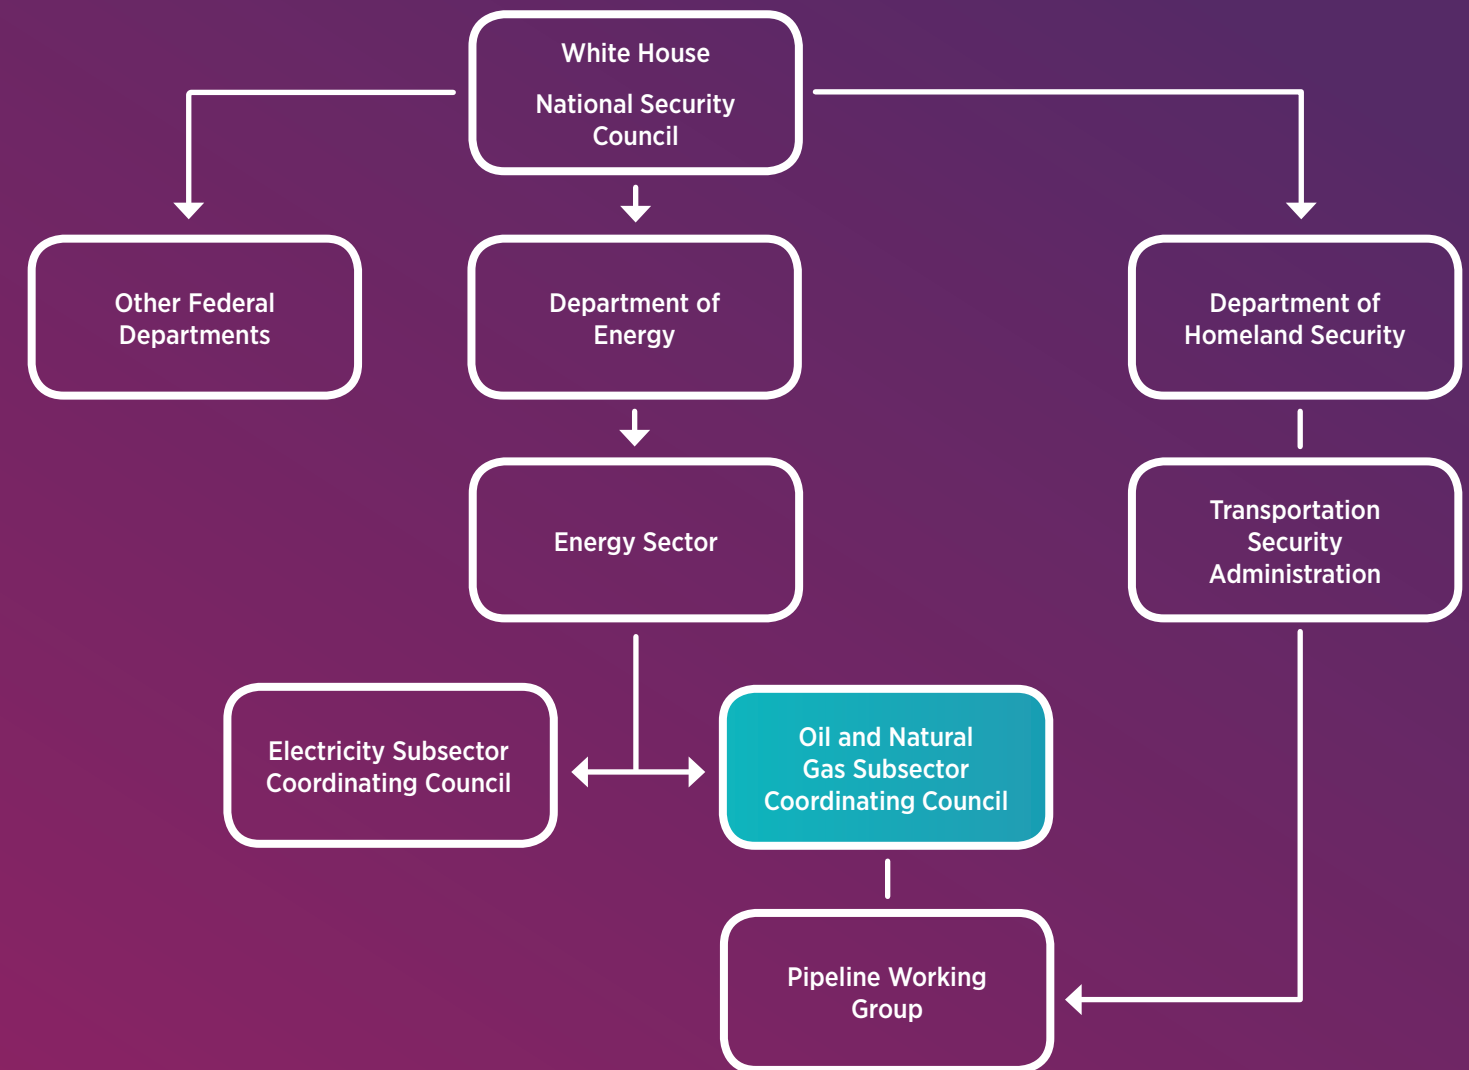 White House
National Security
Council
Other Federal
Departments
Department of
Energy
Department of
Homeland Security
Energy Sector
Transportation
Security
Administration
Electricity Subsector
Coordinating Council
Oil and Natural
Gas Subsector
Coordinating Council
Pipeline Working
Group